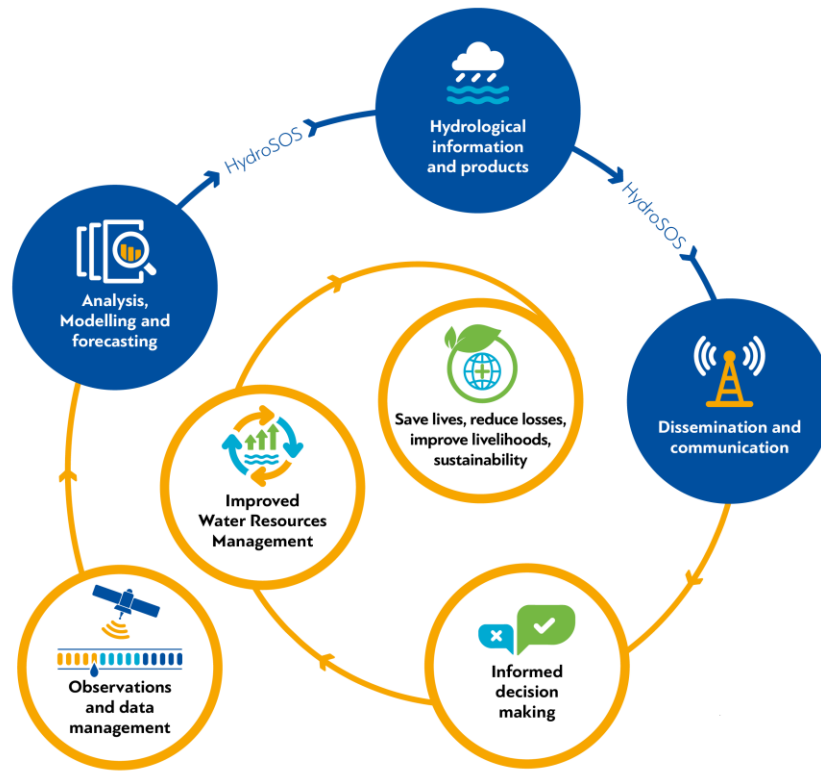 Hydrological
information
and products
HydroSOS
HydroSOS
Analysis,
Modelling and
forecasting
Save lives, reduce losses,
improve livelihoods,
sustainability
Dissemination and
communication
Improved
Water Resources
Management
Observations
and data
management
Informed
decision
making